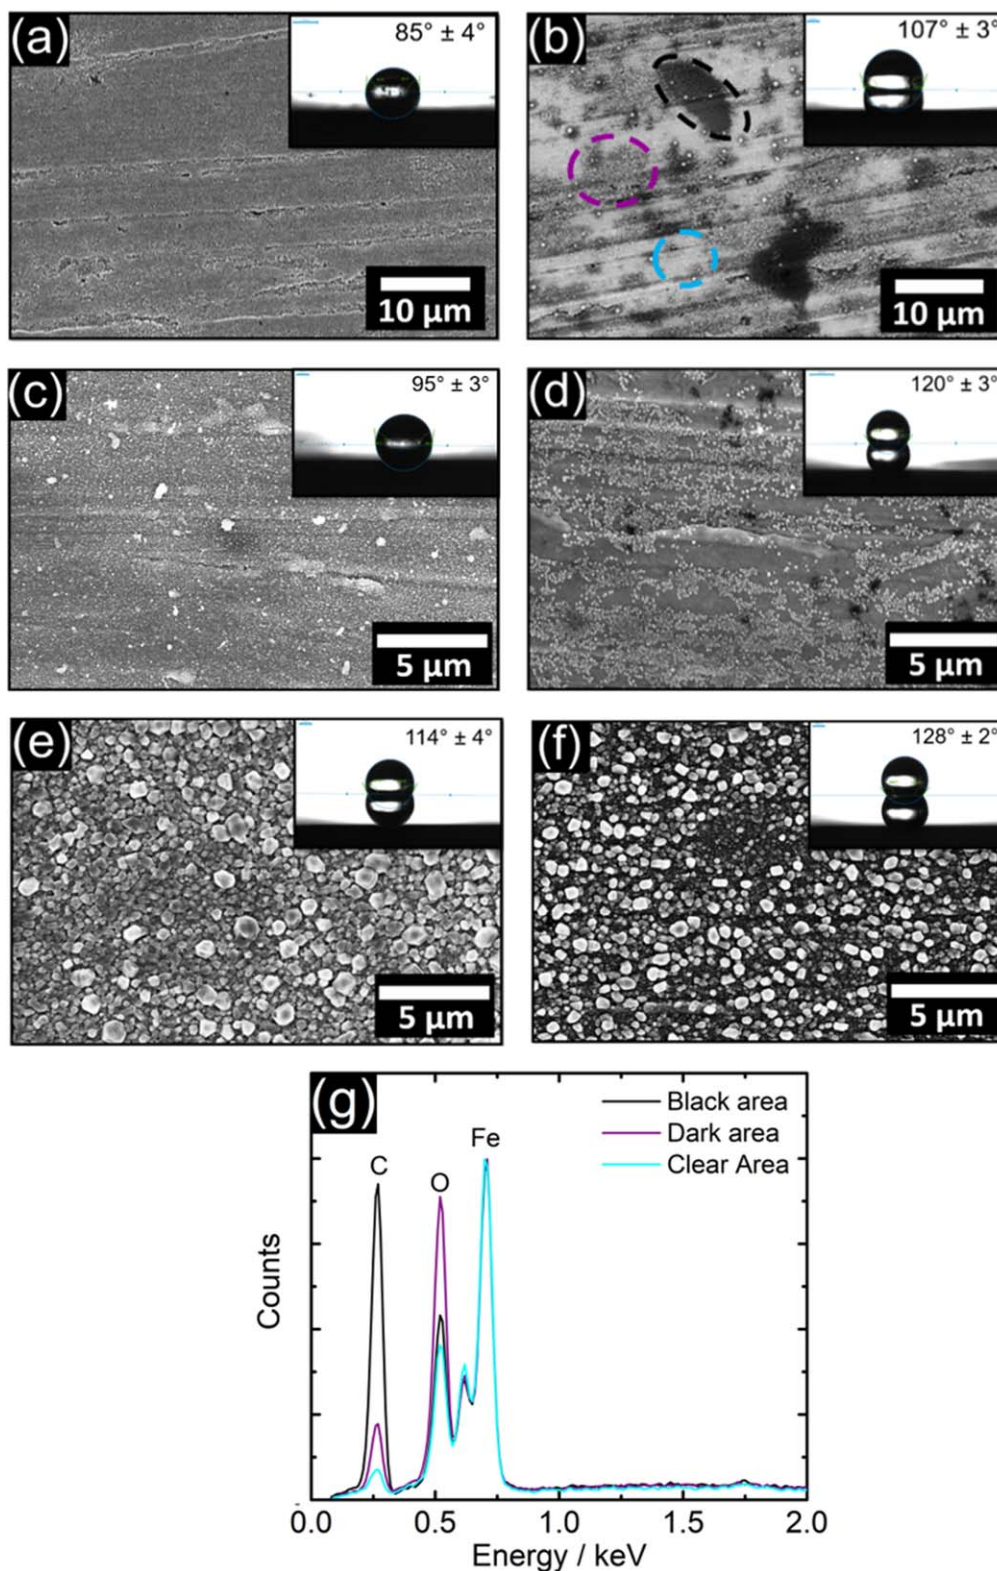 (a)
85° ± 4°
10 µm
(b)
107° ± 3°
10 µm
(c)
95° ± 3°
5 µm
(d)
120° ± 3°
5 µm
(e)
114° ± 4°
5 µm
(f)
128° ± 2°
5 µm
(g)
Black area
Dark area
Clear Area
C
O
Fe
Counts
0.0 0.5 1.0 1.5 2.0
Energy / keV